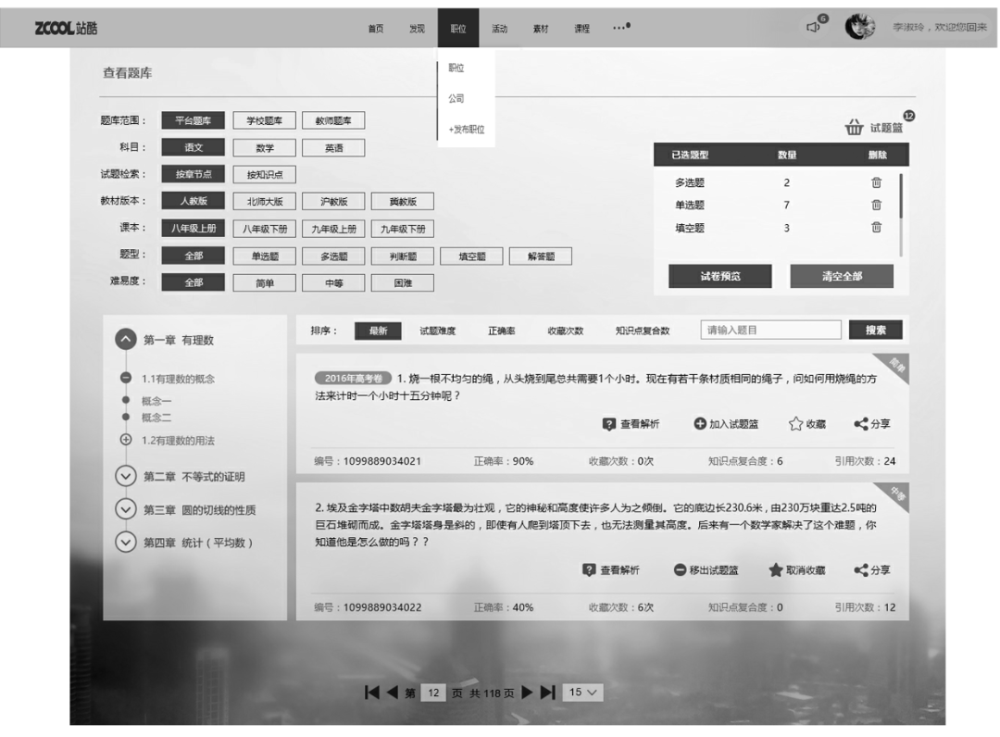 ZCOOL站酷 首页 发现 职位 活动 素材 课程 6 李淑玲，欢迎您回来
职位
公司
+发布职位
查看题库
题库范围： 平台题库 学校题库 教师题库
科目： 语文 数学 英语
试题检索： 按章节点 按知识点
教材版本： 人教版 北师大版 沪教版 冀教版
课本： 八年级上册 八年级下册 九年级上册 九年级下册
题型： 全部 单选题 多选题 判断题 填空题 解答题
难易度： 全部 简单 中等 困难
试题篮 12
已选题型 数量 删除
多选题 2
单选题 7
填空题 3
试卷预览 清空全部
第一章 有理数
1.1有理数的概念
概念一
概念二
1.2有理数的用法
第二章 不等式的证明
第三章 圆的切线的性质
第四章 统计（平均数）
排序： 最新 试题难度 正确率 收藏次数 知识点复合数 请输入题目 搜索
简单
2016年高考卷 1. 烧一根不均匀的绳，从头烧到尾总共需要1个小时。现在有若干条材质相同的绳子，问如何用烧绳的方
法来计时一个小时十五分钟呢？
查看解析 加入试题篮 收藏 分享
编号：1099889034021 正确率：90% 收藏次数：0次 知识点复合度：6 引用次数：24
中等
2. 埃及金字塔中数胡夫金字塔最为壮观，它的神秘和高度使许多人为之倾倒。它的底边长230.6米，由230万块重达2.5吨的
巨石堆砌而成。金字塔塔身是斜的，即使有人爬到塔顶下去，也无法测量其高度。后来有一个数学家解决了这个难题，你
知道他是怎么做的吗？？
查看解析 移出试题篮 取消收藏 分享
编号：1099889034022 正确率：40% 收藏次数：6次 知识点复合度：0 引用次数：12
第 12 页 共118页 15